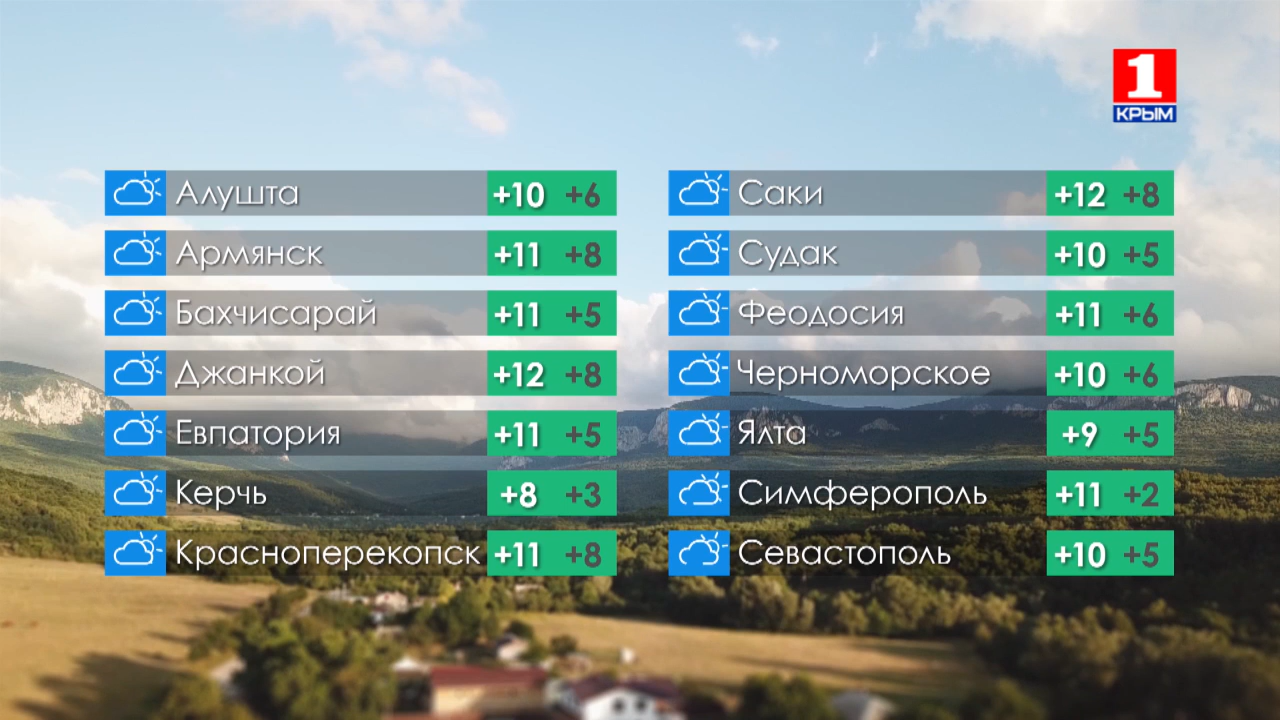 1
КРЫМ
Алушта +10 +6
Армянск +11 +8
Бахчисарай +11 +5
Джанкой +12 +8
Евпатория +11 +5
Керчь +8 +3
Красноперекопск +11 +8
Саки +12 +8
Судак +10 +5
Феодосия +11 +6
Черноморское +10 +6
Ялта +9 +5
Симферополь +11 +2
Севастополь +10 +5